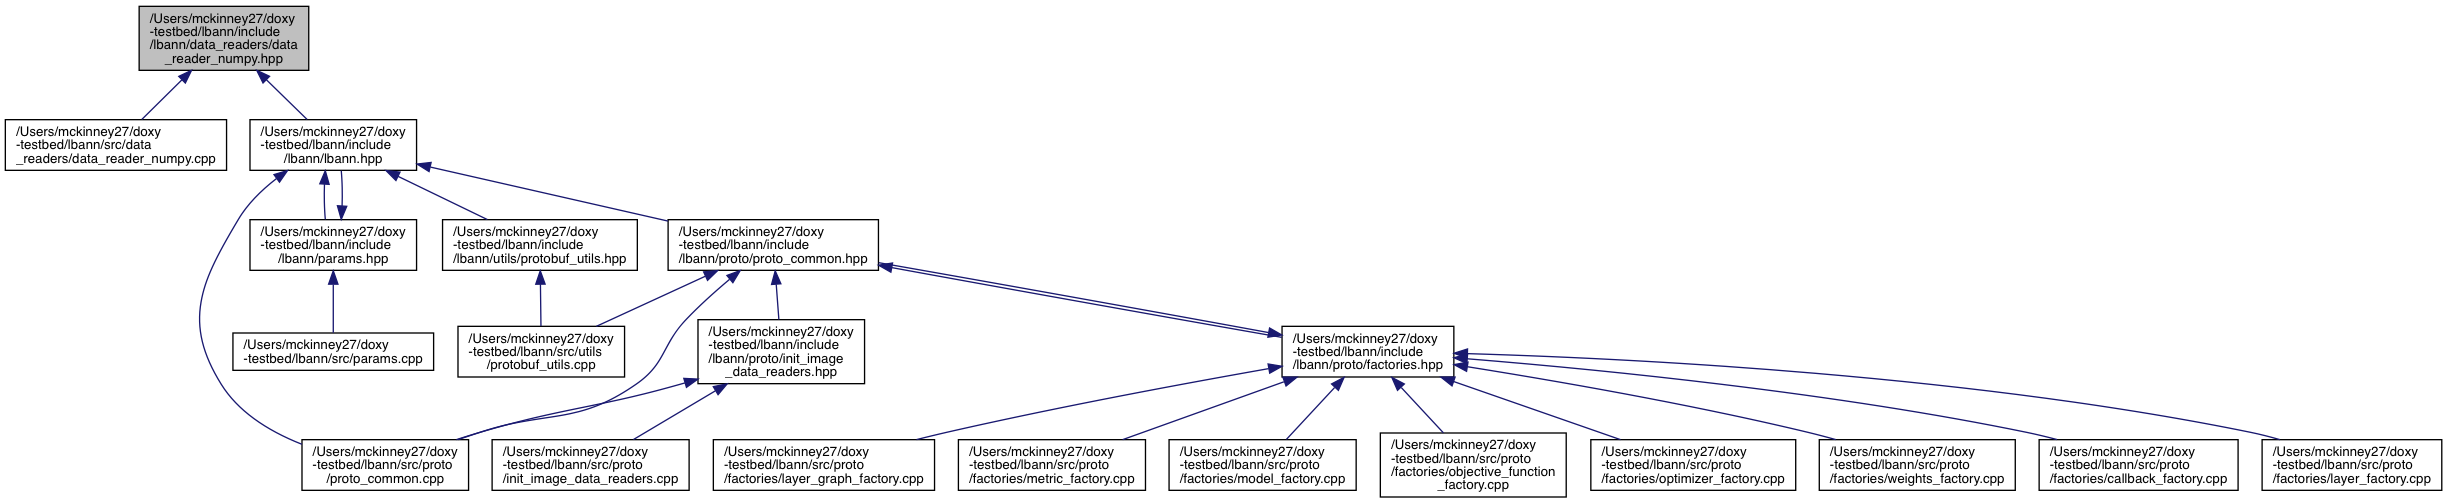 /Users/mckinney27/doxy
-testbed/lbann/include
/lbann/data_readers/data
_reader_numpy.hpp
/Users/mckinney27/doxy
-testbed/lbann/src/data
_readers/data_reader_numpy.cpp
/Users/mckinney27/doxy
-testbed/lbann/include
/lbann/lbann.hpp
/Users/mckinney27/doxy
-testbed/lbann/include
/lbann/params.hpp
/Users/mckinney27/doxy
-testbed/lbann/include
/lbann/utils/protobuf_utils.hpp
/Users/mckinney27/doxy
-testbed/lbann/include
/lbann/proto/proto_common.hpp
/Users/mckinney27/doxy
-testbed/lbann/src/params.cpp
/Users/mckinney27/doxy
-testbed/lbann/src/utils
/protobuf_utils.cpp
/Users/mckinney27/doxy
-testbed/lbann/include
/lbann/proto/init_image
_data_readers.hpp
/Users/mckinney27/doxy
-testbed/lbann/include
/lbann/proto/factories.hpp
/Users/mckinney27/doxy
-testbed/lbann/src/proto
/proto_common.cpp
/Users/mckinney27/doxy
-testbed/lbann/src/proto
/init_image_data_readers.cpp
/Users/mckinney27/doxy
-testbed/lbann/src/proto
/factories/layer_graph_factory.cpp
/Users/mckinney27/doxy
-testbed/lbann/src/proto
/factories/metric_factory.cpp
/Users/mckinney27/doxy
-testbed/lbann/src/proto
/factories/model_factory.cpp
/Users/mckinney27/doxy
-testbed/lbann/src/proto
/factories/objective_function
_factory.cpp
/Users/mckinney27/doxy
-testbed/lbann/src/proto
/factories/optimizer_factory.cpp
/Users/mckinney27/doxy
-testbed/lbann/src/proto
/factories/weights_factory.cpp
/Users/mckinney27/doxy
-testbed/lbann/src/proto
/factories/callback_factory.cpp
/Users/mckinney27/doxy
-testbed/lbann/src/proto
/factories/layer_factory.cpp